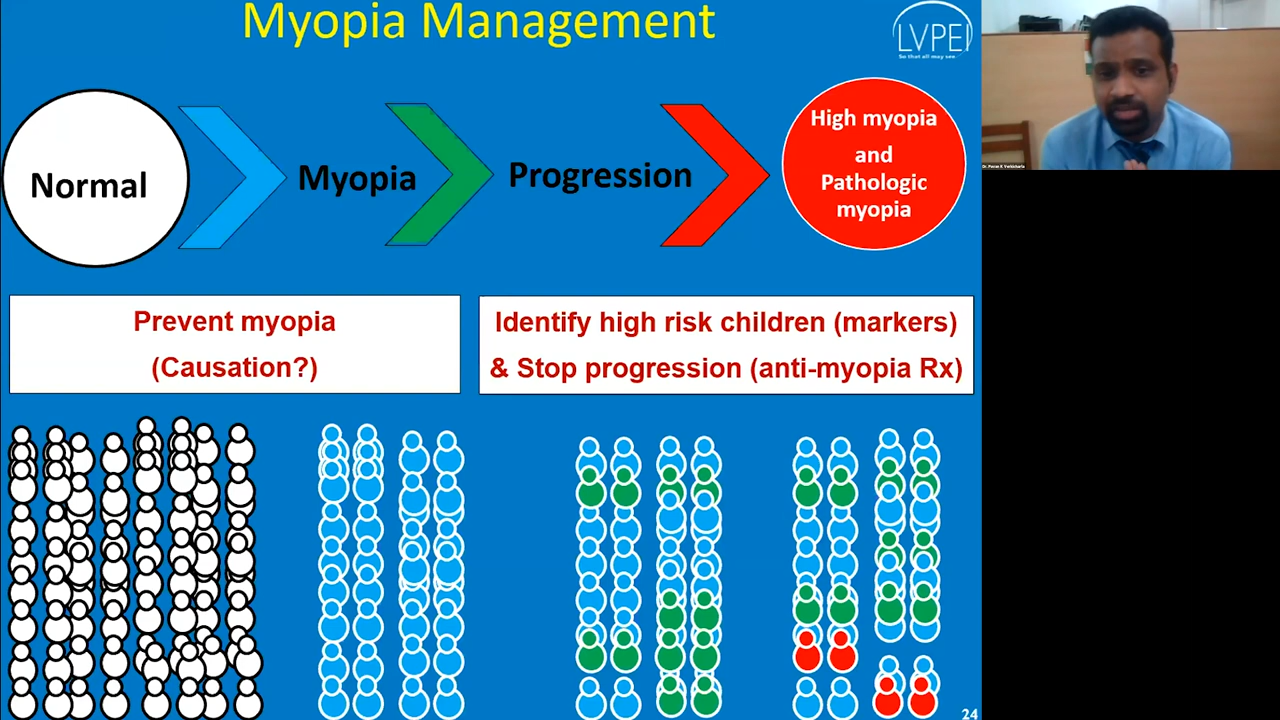 Myopia Management
LVPEI
So that all may see
Normal
Myopia
Progression
High myopia
and
Pathologic
myopia
Prevent myopia
(Causation?)
Identify high risk children (markers)
& Stop progression (anti-myopia Rx)
24